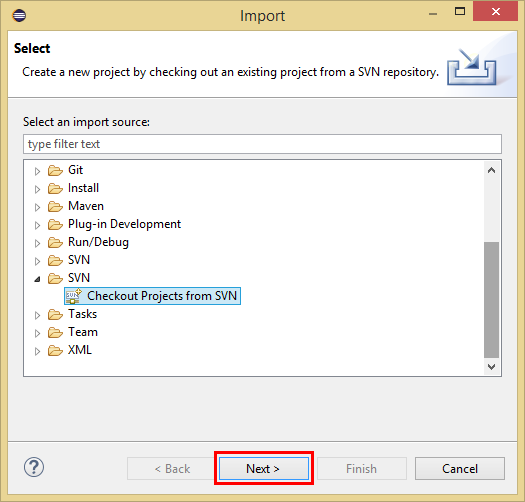 Import
Select
Create a new project by checking out an existing project from a SVN repository.
Select an import source:
type filter text
Git
Install
Maven
Plug-in Development
Run/Debug
SVN
SVN
SVN Checkout Projects from SVN
Tasks
Team
XML
? < Back Next > Finish Cancel